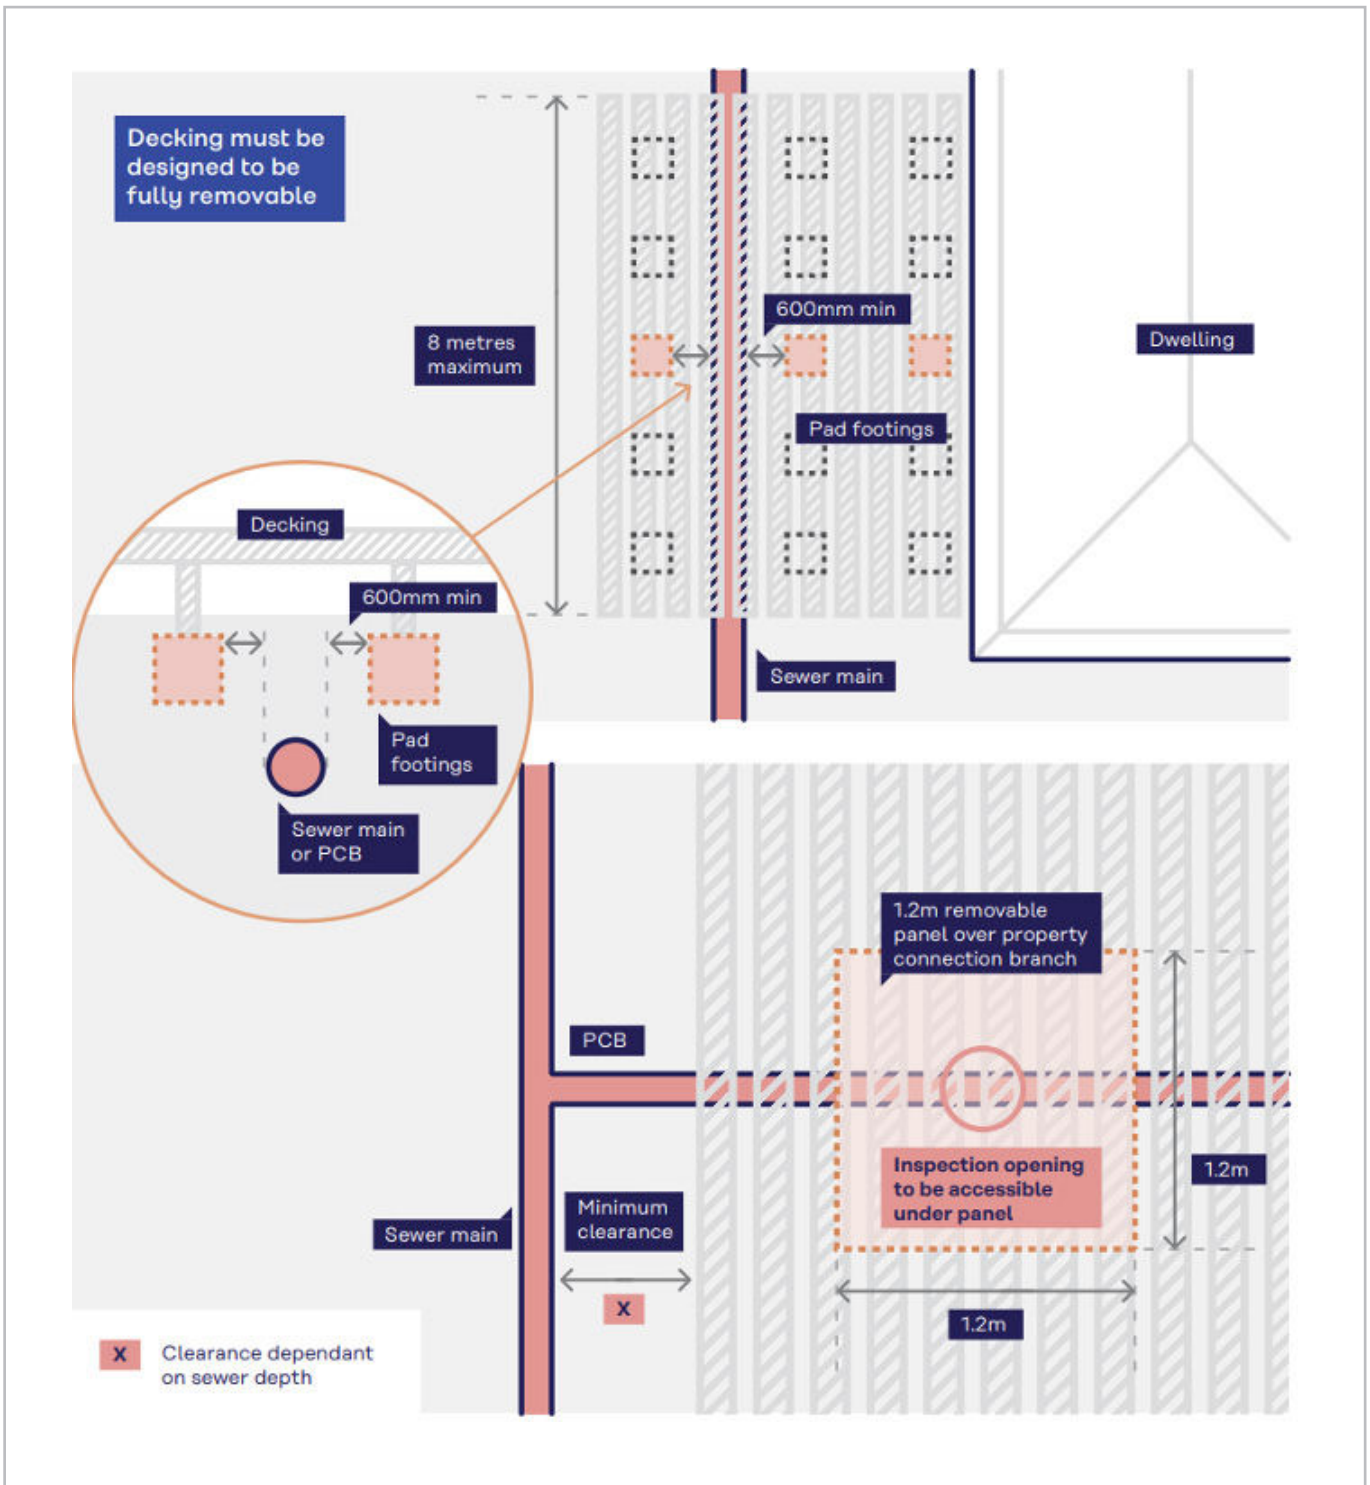 Decking must be
designed to be
fully removable
8 metres
maximum
600mm min
Dwelling
Pad footings
Sewer main
Decking
600mm min
Pad
footings
Sewer main
or PCB
1.2m removable
panel over property
connection branch
PCB
Inspection opening
to be accessible
under panel
1.2m
Sewer main
Minimum
clearance
X
1.2m
X Clearance dependant
on sewer depth